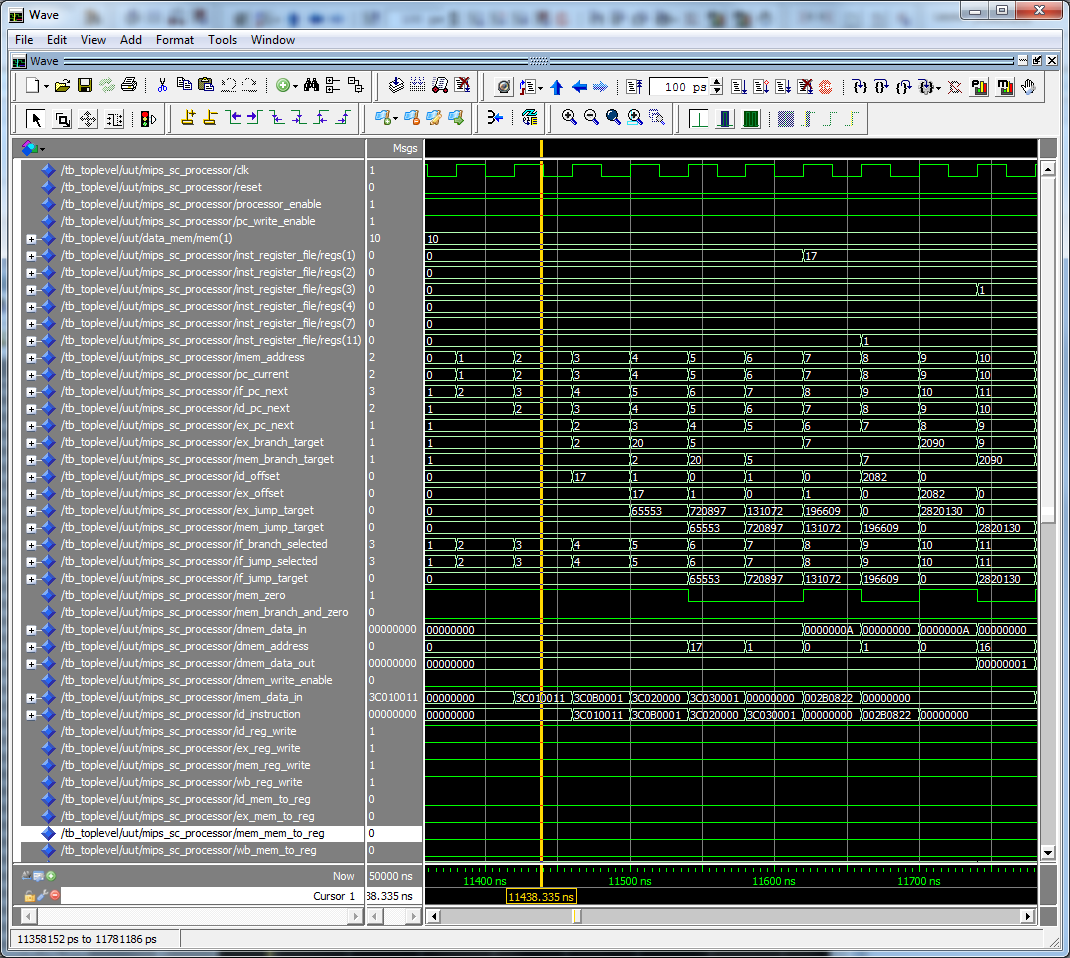 Wave
File Edit View Add Format Tools Window
Wave
100 ps
Msgs
/tb_toplevel/uut/mips_sc_processor/clk 1
/tb_toplevel/uut/mips_sc_processor/reset 0
/tb_toplevel/uut/mips_sc_processor/processor_enable 1
/tb_toplevel/uut/mips_sc_processor/pc_write_enable 1
/tb_toplevel/uut/data_mem/mem(1) 10 10
/tb_toplevel/uut/mips_sc_processor/inst_register_file/regs(1) 0 0 17
/tb_toplevel/uut/mips_sc_processor/inst_register_file/regs(2) 0 0
/tb_toplevel/uut/mips_sc_processor/inst_register_file/regs(3) 0 0 1
/tb_toplevel/uut/mips_sc_processor/inst_register_file/regs(4) 0 0
/tb_toplevel/uut/mips_sc_processor/inst_register_file/regs(7) 0 0
/tb_toplevel/uut/mips_sc_processor/inst_register_file/regs(11) 0 0 1
/tb_toplevel/uut/mips_sc_processor/imem_address 2 0 1 2 3 4 5 6 7 8 9 10
/tb_toplevel/uut/mips_sc_processor/pc_current 2 0 1 2 3 4 5 6 7 8 9 10
/tb_toplevel/uut/mips_sc_processor/if_pc_next 3 1 2 3 4 5 6 7 8 9 10 11
/tb_toplevel/uut/mips_sc_processor/id_pc_next 2 1 2 3 4 5 6 7 8 9 10
/tb_toplevel/uut/mips_sc_processor/ex_pc_next 1 1 2 3 4 5 6 7 8 9
/tb_toplevel/uut/mips_sc_processor/ex_branch_target 1 1 2 20 5 7 2090 9
/tb_toplevel/uut/mips_sc_processor/mem_branch_target 1 1 2 20 5 7 2090
/tb_toplevel/uut/mips_sc_processor/id_offset 0 0 17 1 0 1 0 2082 0
/tb_toplevel/uut/mips_sc_processor/ex_offset 0 0 17 1 0 1 0 2082 0
/tb_toplevel/uut/mips_sc_processor/ex_jump_target 0 0 65553 720897 131072 196609 0 2820130 0
/tb_toplevel/uut/mips_sc_processor/mem_jump_target 0 0 65553 720897 131072 196609 0 2820130
/tb_toplevel/uut/mips_sc_processor/if_branch_selected 3 1 2 3 4 5 6 7 8 9 10 11
/tb_toplevel/uut/mips_sc_processor/if_jump_selected 3 1 2 3 4 5 6 7 8 9 10 11
/tb_toplevel/uut/mips_sc_processor/if_jump_target 0 0 65553 720897 131072 196609 0 2820130
/tb_toplevel/uut/mips_sc_processor/mem_zero 1
/tb_toplevel/uut/mips_sc_processor/mem_branch_and_zero 0
/tb_toplevel/uut/mips_sc_processor/dmem_data_in 00000000 00000000 0000000A 00000000 0000000A 00000000
/tb_toplevel/uut/mips_sc_processor/dmem_address 0 0 17 1 0 1 0 16
/tb_toplevel/uut/mips_sc_processor/dmem_data_out 00000000 00000000 00000001
/tb_toplevel/uut/mips_sc_processor/dmem_write_enable 0
/tb_toplevel/uut/mips_sc_processor/imem_data_in 3C010011 00000000 3C010011 3C0B0001 3C020000 3C030001 00000000 002B0822 00000000
/tb_toplevel/uut/mips_sc_processor/id_instruction 00000000 00000000 3C010011 3C0B0001 3C020000 3C030001 00000000 002B0822 00000000
/tb_toplevel/uut/mips_sc_processor/id_reg_write 1
/tb_toplevel/uut/mips_sc_processor/ex_reg_write 1
/tb_toplevel/uut/mips_sc_processor/mem_reg_write 1
/tb_toplevel/uut/mips_sc_processor/wb_reg_write 1
/tb_toplevel/uut/mips_sc_processor/id_mem_to_reg 0
/tb_toplevel/uut/mips_sc_processor/ex_mem_to_reg 0
/tb_toplevel/uut/mips_sc_processor/mem_mem_to_reg 0
/tb_toplevel/uut/mips_sc_processor/wb_mem_to_reg 0
Now 50000 ns 11400 ns 11500 ns 11600 ns 11700 ns
Cursor 1 38.335 ns 11438.335 ns
11358152 ps to 11781186 ps